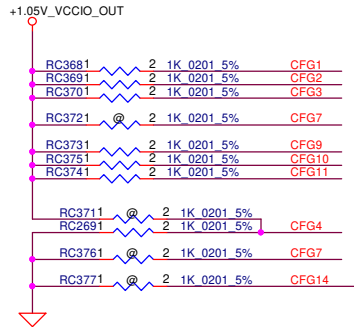 +1.05V_VCCIO_OUT
RC368 1 2 1K_0201_5% CFG1
RC369 1 2 1K_0201_5% CFG2
RC370 1 2 1K_0201_5% CFG3
RC372 1 @ 2 1K_0201_5% CFG7
RC373 1 2 1K_0201_5% CFG9
RC375 1 2 1K_0201_5% CFG10
RC374 1 2 1K_0201_5% CFG11
RC371 1 @ 2 1K_0201_5%
RC269 1 2 1K_0201_5% CFG4
RC376 1 @ 2 1K_0201_5% CFG7
RC377 1 @ 2 1K_0201_5% CFG14